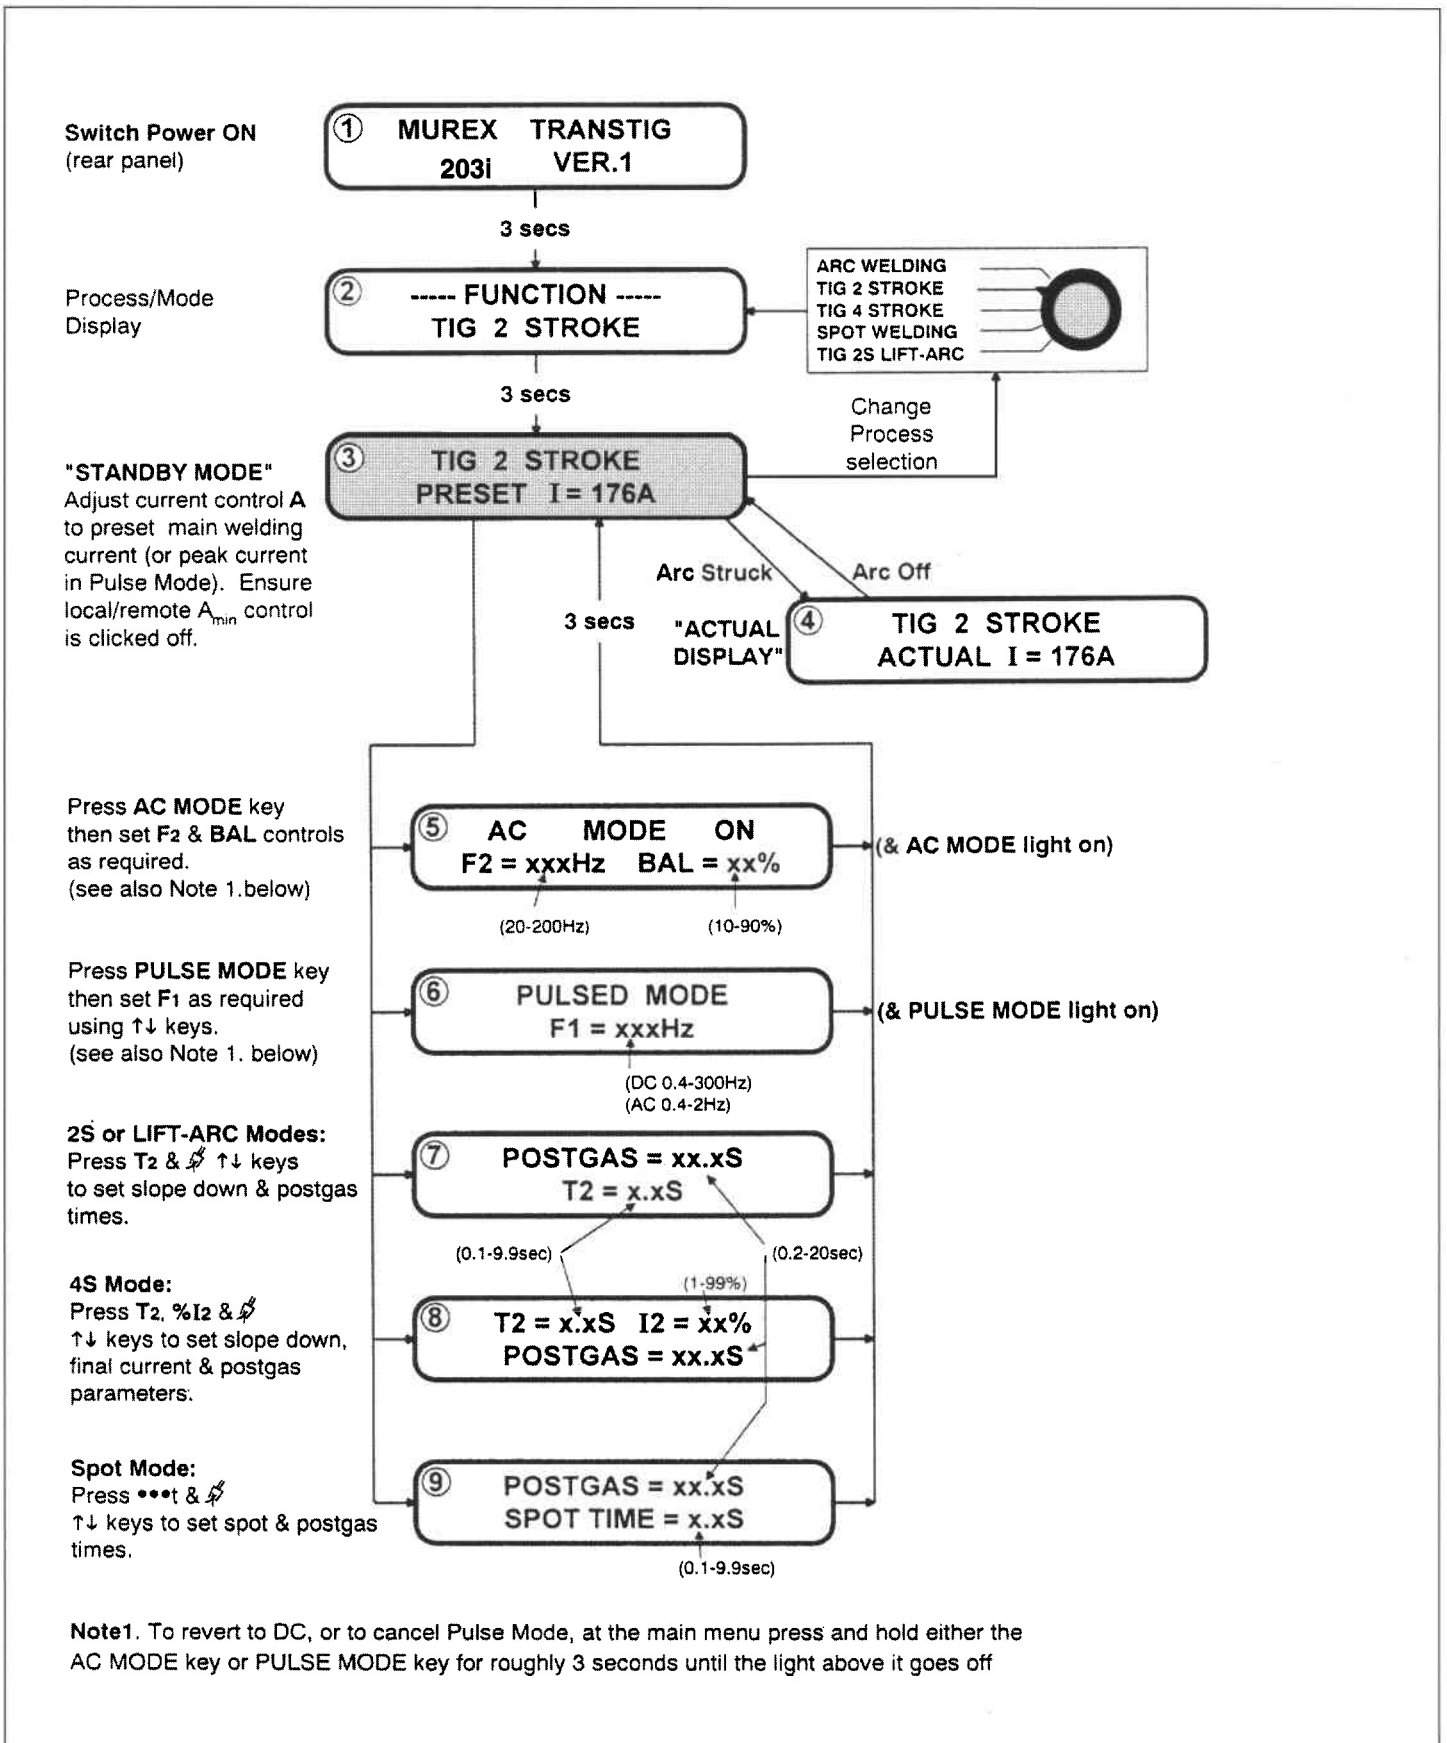 Switch Power ON
(rear panel)
① MUREX TRANSTIG
203i VER.1
3 secs
Process/Mode
Display
② ----- FUNCTION -----
TIG 2 STROKE
ARC WELDING
TIG 2 STROKE
TIG 4 STROKE
SPOT WELDING
TIG 2S LIFT-ARC
3 secs
Change
Process
selection
"STANDBY MODE"
Adjust current control A
to preset main welding
current (or peak current
in Pulse Mode). Ensure
local/remote Amin control
is clicked off.
③ TIG 2 STROKE
PRESET I = 176A
Arc Struck
Arc Off
3 secs
"ACTUAL
DISPLAY"
④ TIG 2 STROKE
ACTUAL I = 176A
Press AC MODE key
then set F2 & BAL controls
as required.
(see also Note 1.below)
⑤ AC MODE ON
F2 = xxxHz BAL = xx%
(& AC MODE light on)
(20-200Hz)
(10-90%)
Press PULSE MODE key
then set F1 as required
using ↑↓ keys.
(see also Note 1. below)
⑥ PULSED MODE
F1 = xxxHz
(& PULSE MODE light on)
(DC 0.4-300Hz)
(AC 0.4-2Hz)
2S or LIFT-ARC Modes:
Press T2 & ↑↓ keys
to set slope down & postgas
times.
⑦ POSTGAS = xx.xS
T2 = x.xS
(0.1-9.9sec)
(0.2-20sec)
4S Mode:
Press T2, %I2 &
↑↓ keys to set slope down,
final current & postgas
parameters.
(1-99%)
⑧ T2 = x.xS I2 = xx%
POSTGAS = xx.xS
Spot Mode:
Press •••t &
↑↓ keys to set spot & postgas
times.
⑨ POSTGAS = xx.xS
SPOT TIME = x.xS
(0.1-9.9sec)
Note1. To revert to DC, or to cancel Pulse Mode, at the main menu press and hold either the
AC MODE key or PULSE MODE key for roughly 3 seconds until the light above it goes off